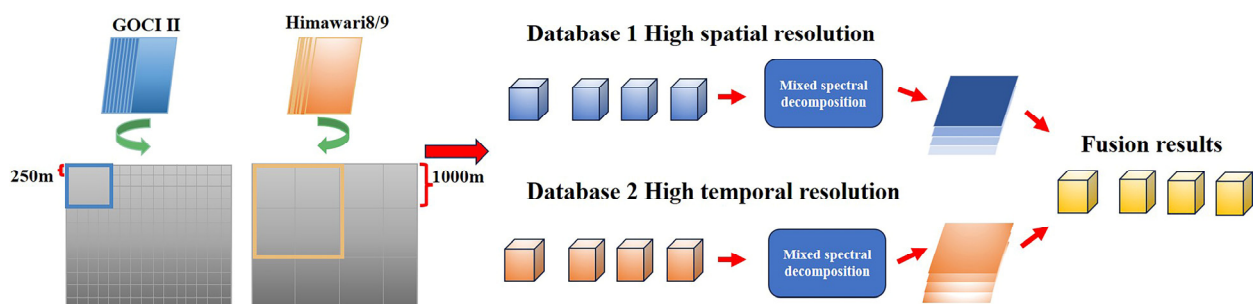 GOCI II
Himawari8/9
250m
1000m
Database 1 High spatial resolution
Mixed spectral
decomposition
Database 2 High temporal resolution
Mixed spectral
decomposition
Fusion results